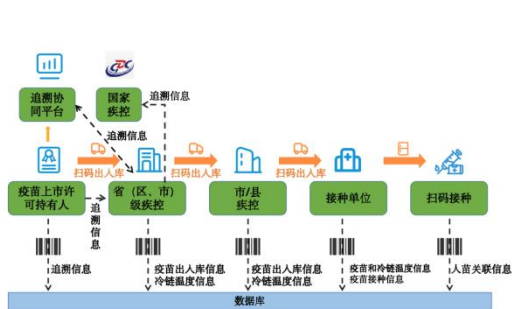 追溯协
同平台
国家
疾控
追溯信息
追溯信息
扫码出入库
扫码出入库
扫码出入库
疫苗上市许
可持有人
追溯信息
省（区、市）
级疾控
市/县
疾控
接种单位
扫码接种
追溯信息
疫苗出入库信息
冷链温度信息
疫苗出入库信息
冷链温度信息
疫苗和冷链温度信息
疫苗接种信息
人苗关联信息
数据库